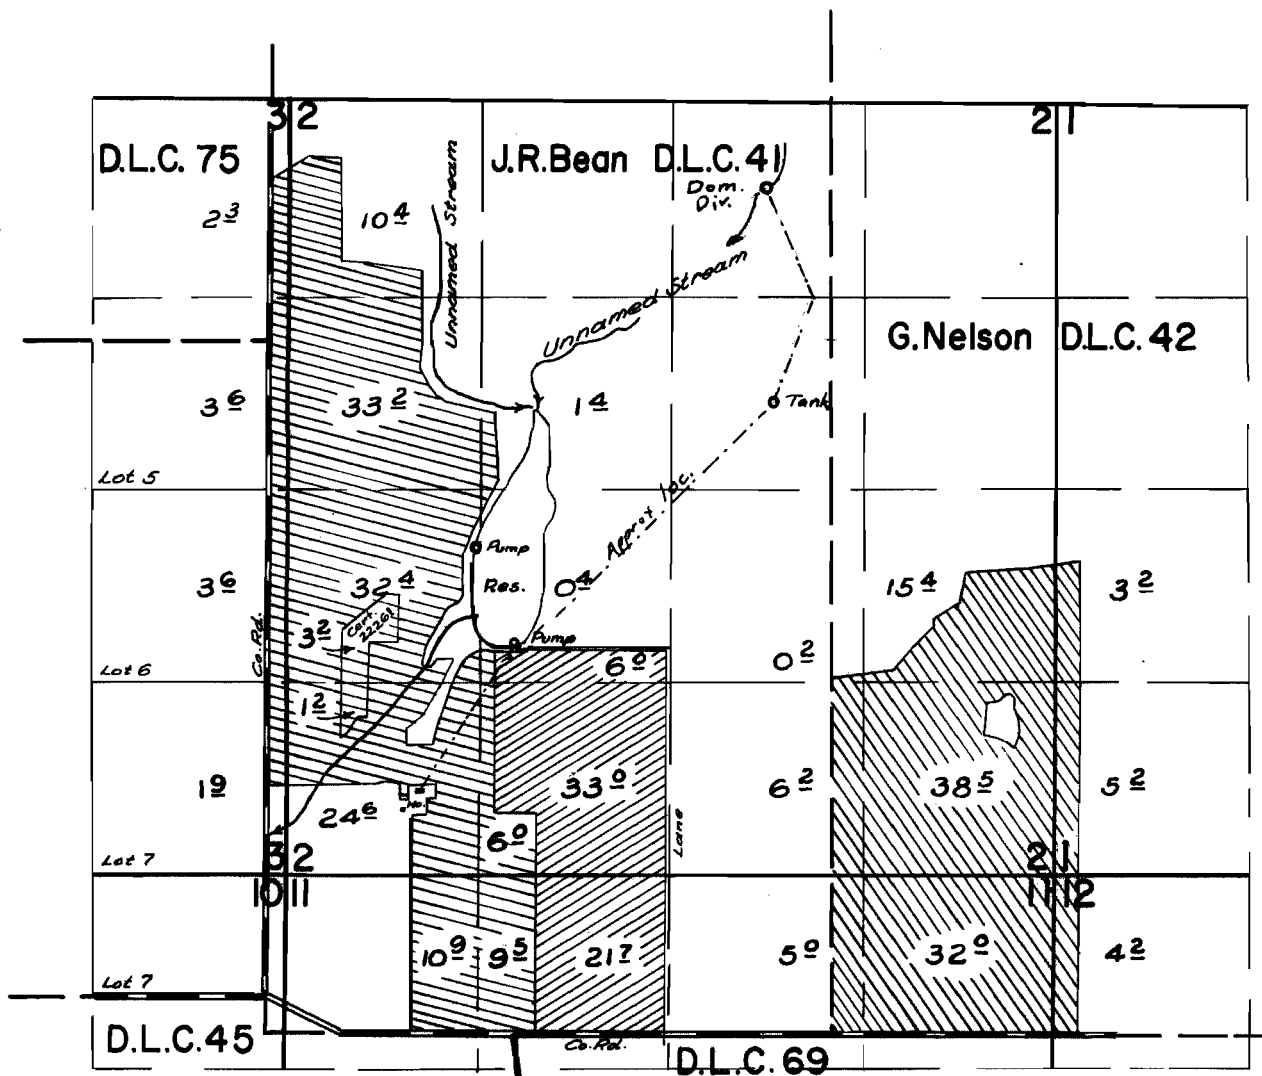 3 2
2 1
D.L.C. 75
J.R.Bean D.L.C. 41
Dom.
Div.
2 3
10 4
Unnamed Stream
Unnamed Stream
G.Nelson D.L.C. 42
3 6
33 2
1 4
Tank
Lot 5
Approx Loc.
Pump
3 6
32 4
Res.
0 4
15 4
3 2
Cert.
22261
3 2
Co. Rd.
Pump
6 0
0 2
Lot 6
1 2
1 9
33 0
6 2
38 5
5 2
Ho.
24 6
6 0
Lane
Lot 7
3 2
2 1
10 11
11 12
10 9
9 5
21 7
5 0
32 0
4 2
Lot 7
D.L.C. 45
Co. Rd.
D.L.C. 69